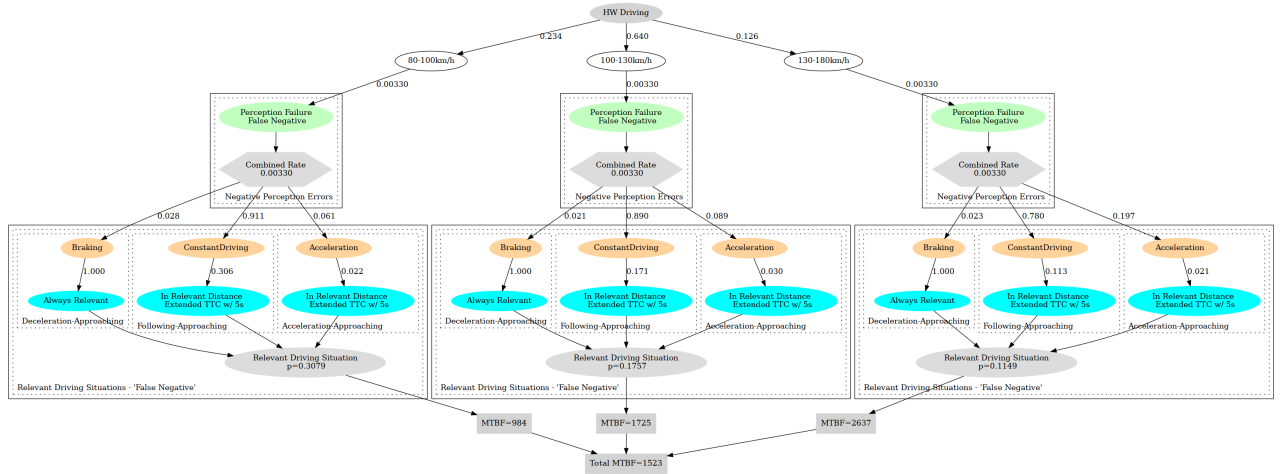 HW Driving
0.234
0.640
0.126
80-100km/h
100-130km/h
130-180km/h
0.00330
0.00330
0.00330
Perception Failure
False Negative
Perception Failure
False Negative
Perception Failure
False Negative
Combined Rate
0.00330
Combined Rate
0.00330
Combined Rate
0.00330
Negative Perception Errors
Negative Perception Errors
Negative Perception Errors
0.028
0.911
0.061
0.021
0.890
0.089
0.023
0.780
0.197
Braking
ConstantDriving
Acceleration
Braking
ConstantDriving
Acceleration
Braking
ConstantDriving
Acceleration
1.000
0.306
0.022
1.000
0.171
0.030
1.000
0.113
0.021
Always Relevant
In Relevant Distance
Extended TTC w/ 5s
In Relevant Distance
Extended TTC w/ 5s
Always Relevant
In Relevant Distance
Extended TTC w/ 5s
In Relevant Distance
Extended TTC w/ 5s
Always Relevant
In Relevant Distance
Extended TTC w/ 5s
In Relevant Distance
Extended TTC w/ 5s
Deceleration-Approaching
Following-Approaching
Acceleration-Approaching
Deceleration-Approaching
Following-Approaching
Acceleration-Approaching
Deceleration-Approaching
Following-Approaching
Acceleration-Approaching
Relevant Driving Situation
p=0.3079
Relevant Driving Situation
p=0.1757
Relevant Driving Situation
p=0.1149
Relevant Driving Situations - 'False Negative'
Relevant Driving Situations - 'False Negative'
Relevant Driving Situations - 'False Negative'
MTBF=984
MTBF=1725
MTBF=2637
Total MTBF=1523